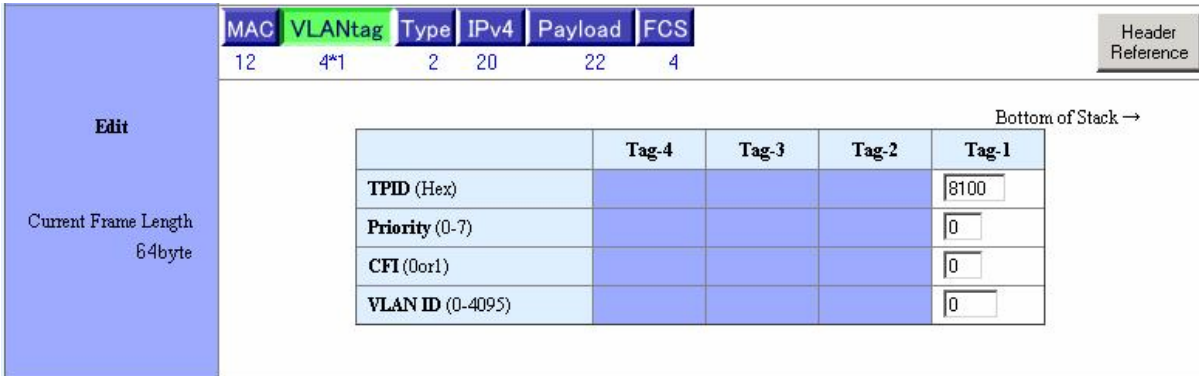 MAC VLANtag Type IPv4 Payload FCS
12 4*1 2 20 22 4
Header
Reference
Edit
Current Frame Length
64byte
Bottom of Stack →
Tag-4 Tag-3 Tag-2 Tag-1
TPID (Hex) 8100
Priority (0-7) 0
CFI (0or1) 0
VLAN ID (0-4095) 0